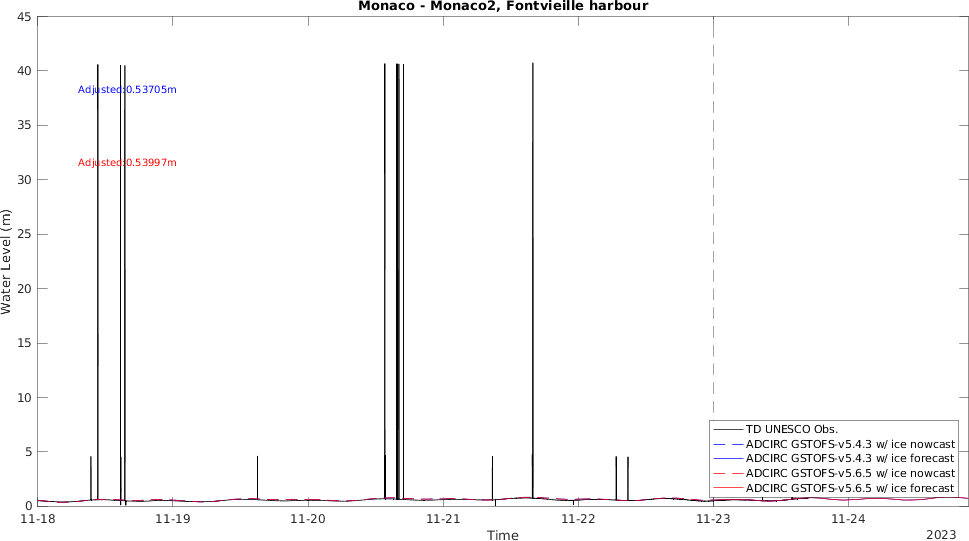 Monaco - Monaco2, Fontvieille harbour
45
40
35
30
25
20
15
10
5
0
Water Level (m)
Adjusted:0.53705m
Adjusted:0.53997m
TD UNESCO Obs.
ADCIRC GSTOFS-v5.4.3 w/ ice nowcast
ADCIRC GSTOFS-v5.4.3 w/ ice forecast
ADCIRC GSTOFS-v5.6.5 w/ ice nowcast
ADCIRC GSTOFS-v5.6.5 w/ ice forecast
11-18 11-19 11-20 11-21 11-22 11-23 11-24
Time
2023